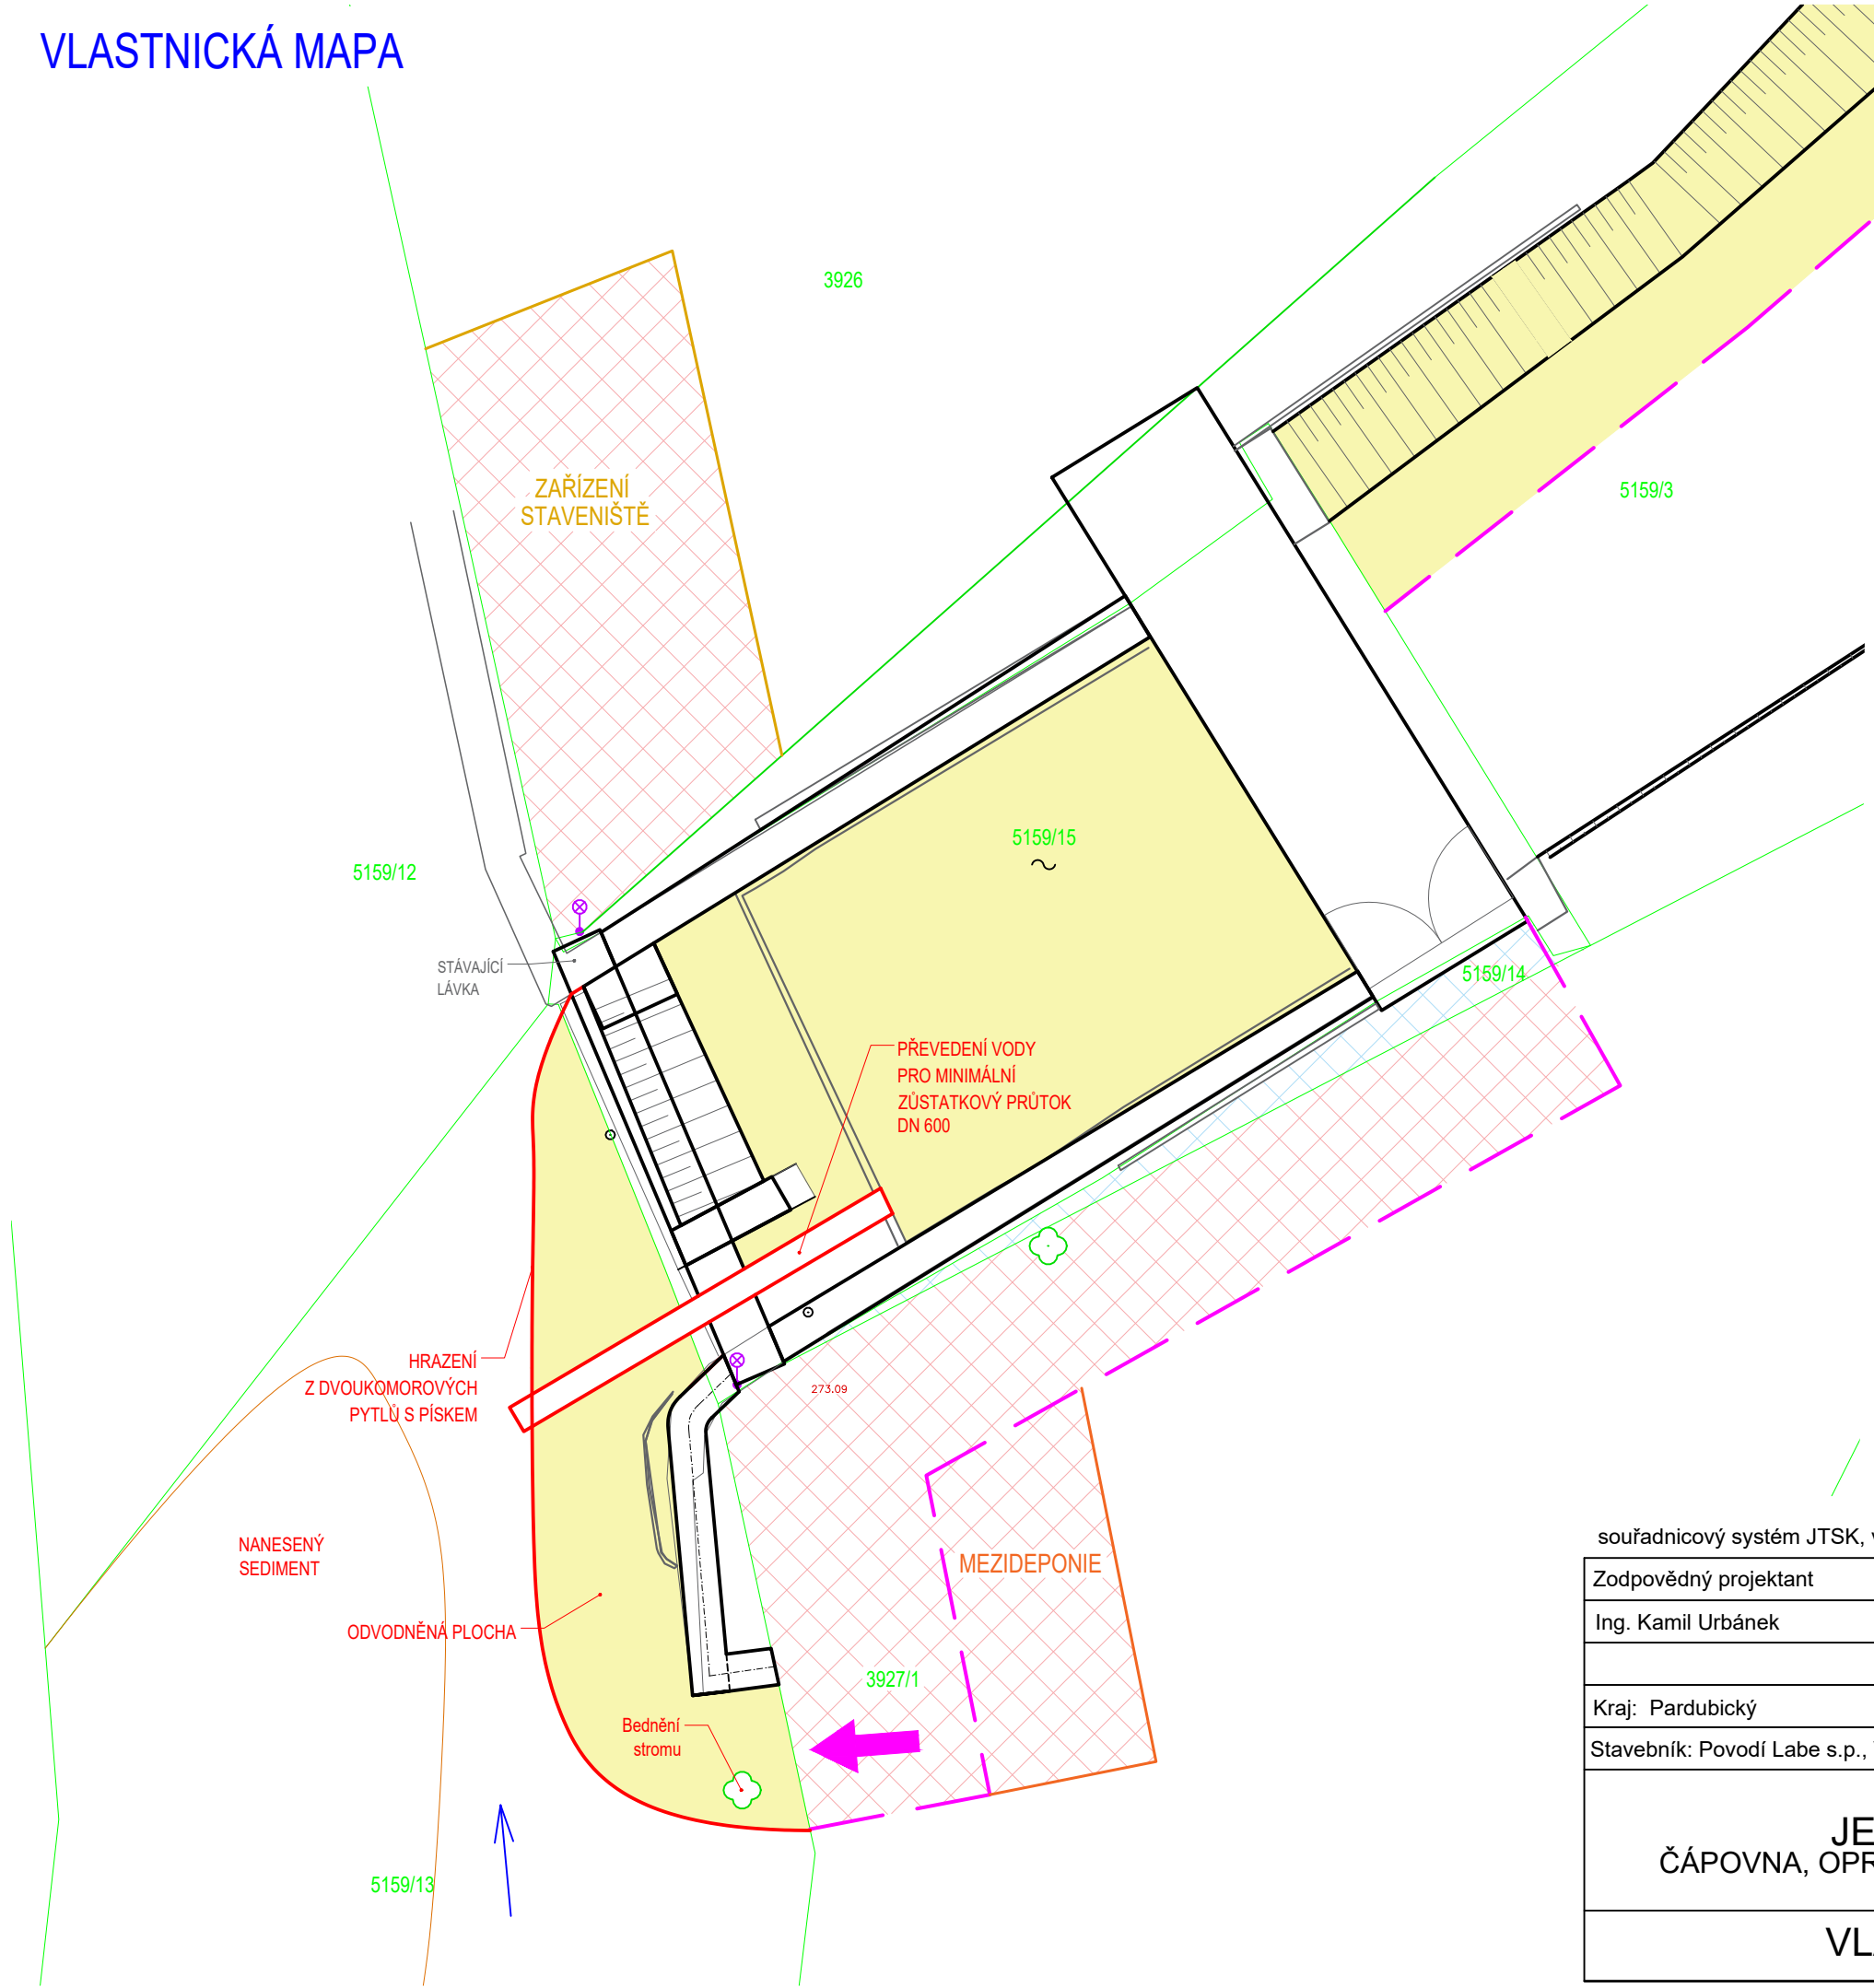 VLASTNICKÁ MAPA
3926
ZAŘÍZENÍ
STAVENIŠTĚ
5159/3
5159/15
5159/12
STÁVAJÍCÍ
LÁVKA
5159/14
PŘEVEDENÍ VODY
PRO MINIMÁLNÍ
ZŮSTATKOVÝ PRŮTOK
DN 600
HRAZENÍ
Z DVOUKOMOROVÝCH
PYTLŮ S PÍSKEM
273.09
NANESENÝ
SEDIMENT
MEZIDEPONIE
ODVODNĚNÁ PLOCHA
3927/1
Bednění
stromu
5159/13
souřadnicový systém JTSK,
Zodpovědný projektant
Ing. Kamil Urbánek
Kraj: Pardubický
Stavebník: Povodí Labe s.p.,
JE
ČÁPOVNA, OPR
VL